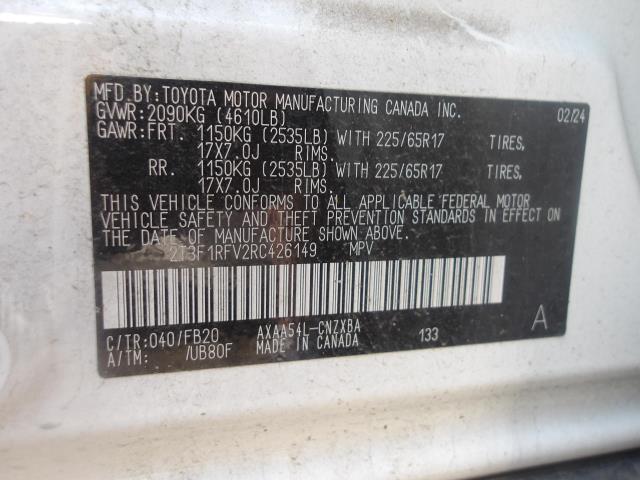 MFD. BY: TOYOTA MOTOR MANUFACTURING CANADA INC. 02/24
GVWR: 2090KG (4610LB)
GAWR: FRT. 1150KG (2535LB) WITH 225/65R17 TIRES,
17X7.0J RIMS.
RR. 1150KG (2535LB) WITH 225/65R17 TIRES,
17X7.0J RIMS.
THIS VEHICLE CONFORMS TO ALL APPLICABLE FEDERAL MOTOR
VEHICLE SAFETY AND THEFT PREVENTION STANDARDS IN EFFECT ON
THE DATE OF MANUFACTURE SHOWN ABOVE.
2T3F1RFV2RC426149 MPV
C/TR: 040/FB20 AXAA54L-CNZXBA A
A/TM: /UB80F MADE IN CANADA 133